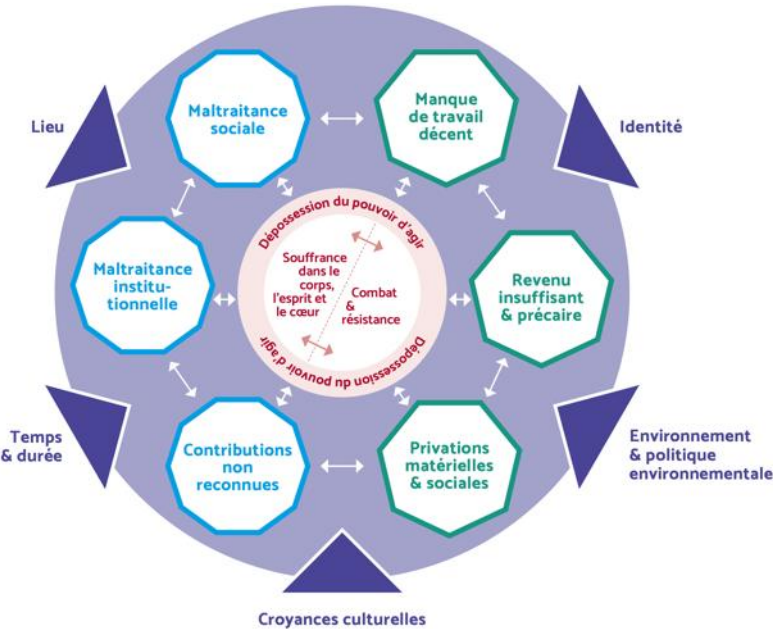 Maltraitance
sociale
Manque
de travail
décent
Lieu
Identité
Dépossession du pouvoir d'agir
Souffrance
dans le
corps,
l'esprit et
le cœur
Combat
&
résistance
Dépossession du pouvoir d'agir
Maltraitance
institu-
tionnelle
Revenu
insuffisant
& précaire
Temps
& durée
Contributions
non
reconnues
Privations
matérielles
& sociales
Environnement
& politique
environnementale
Croyances culturelles